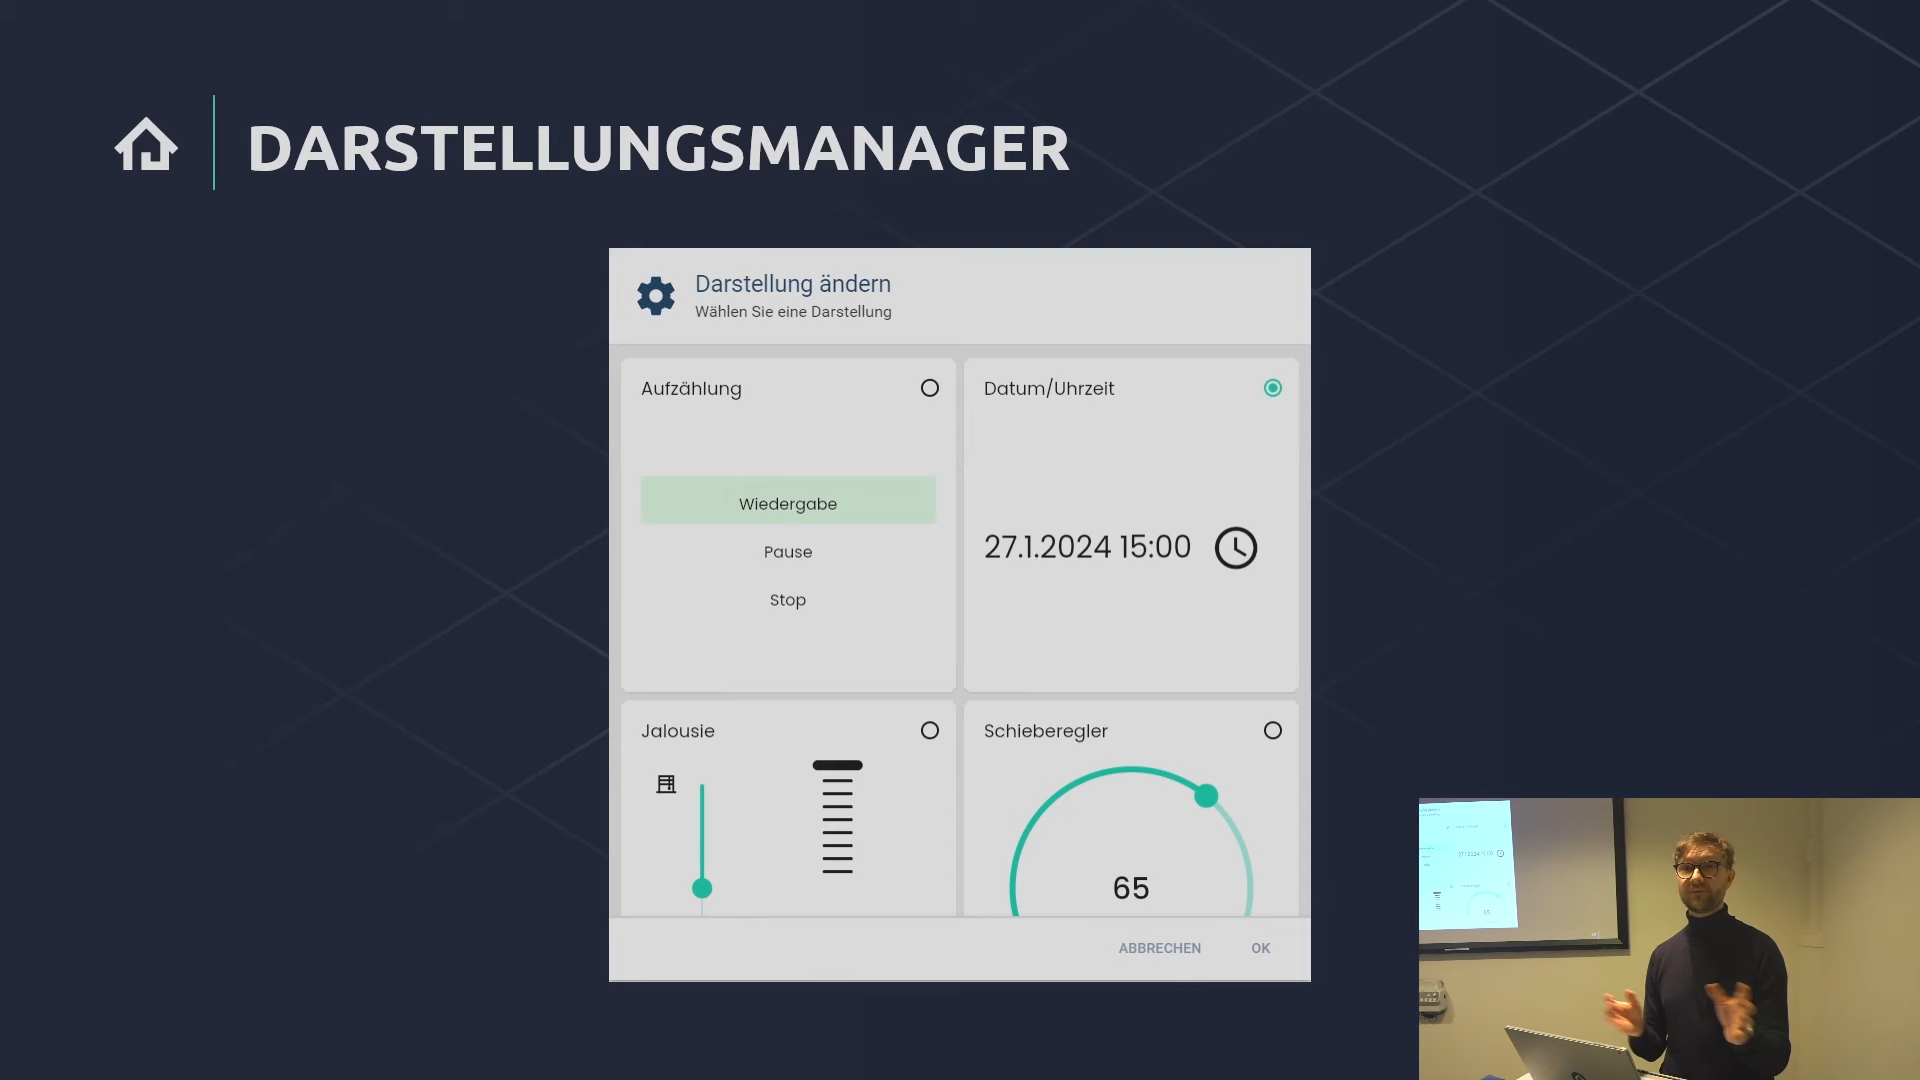 DARSTELLUNGSMANAGER
Darstellung ändern
Wählen Sie eine Darstellung
Aufzählung
Datum/Uhrzeit
Wiedergabe
Pause
Stop
27.1.2024 15:00
Jalousie
Schieberegler
65
ABBRECHEN
OK